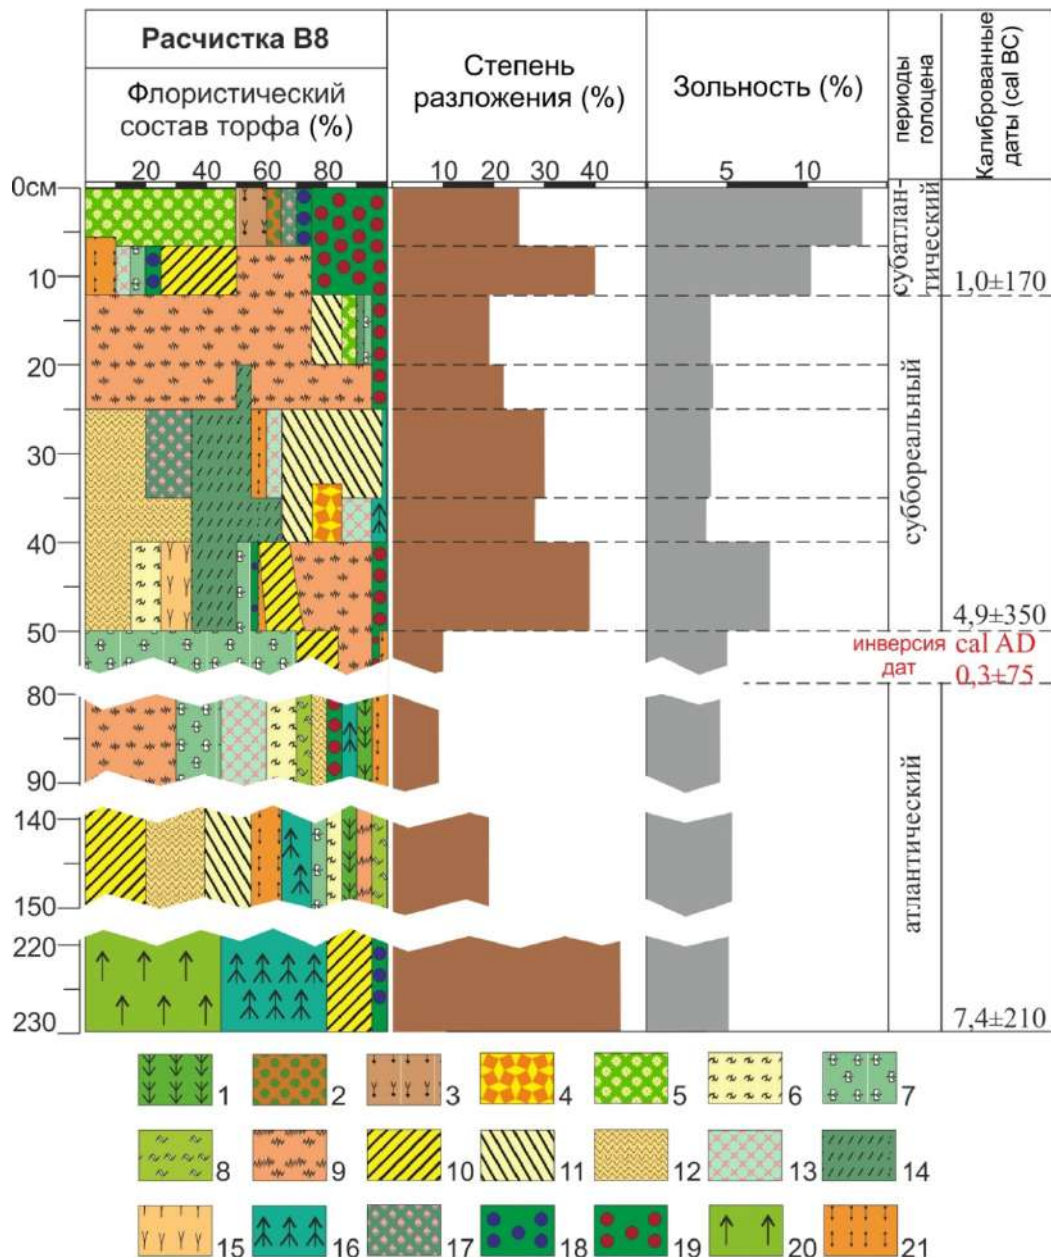 Расчистка В8
Флористический
состав торфа (%)
Степень
разложения (%)
Зольность (%)
периоды
голоцена
Калиброванные
даты (cal BC)
20 40 60 80
10 20 30 40
5 10
0см
10
20
30
40
50
80
90
140
150
220
230
субатлан-
тический
суббореальный
атлантический
1,0±170
4,9±350
инверсия
дат
cal AD
0,3±75
7,4±210
1 2 3 4 5 6 7
8 9 10 11 12 13 14
15 16 17 18 19 20 21